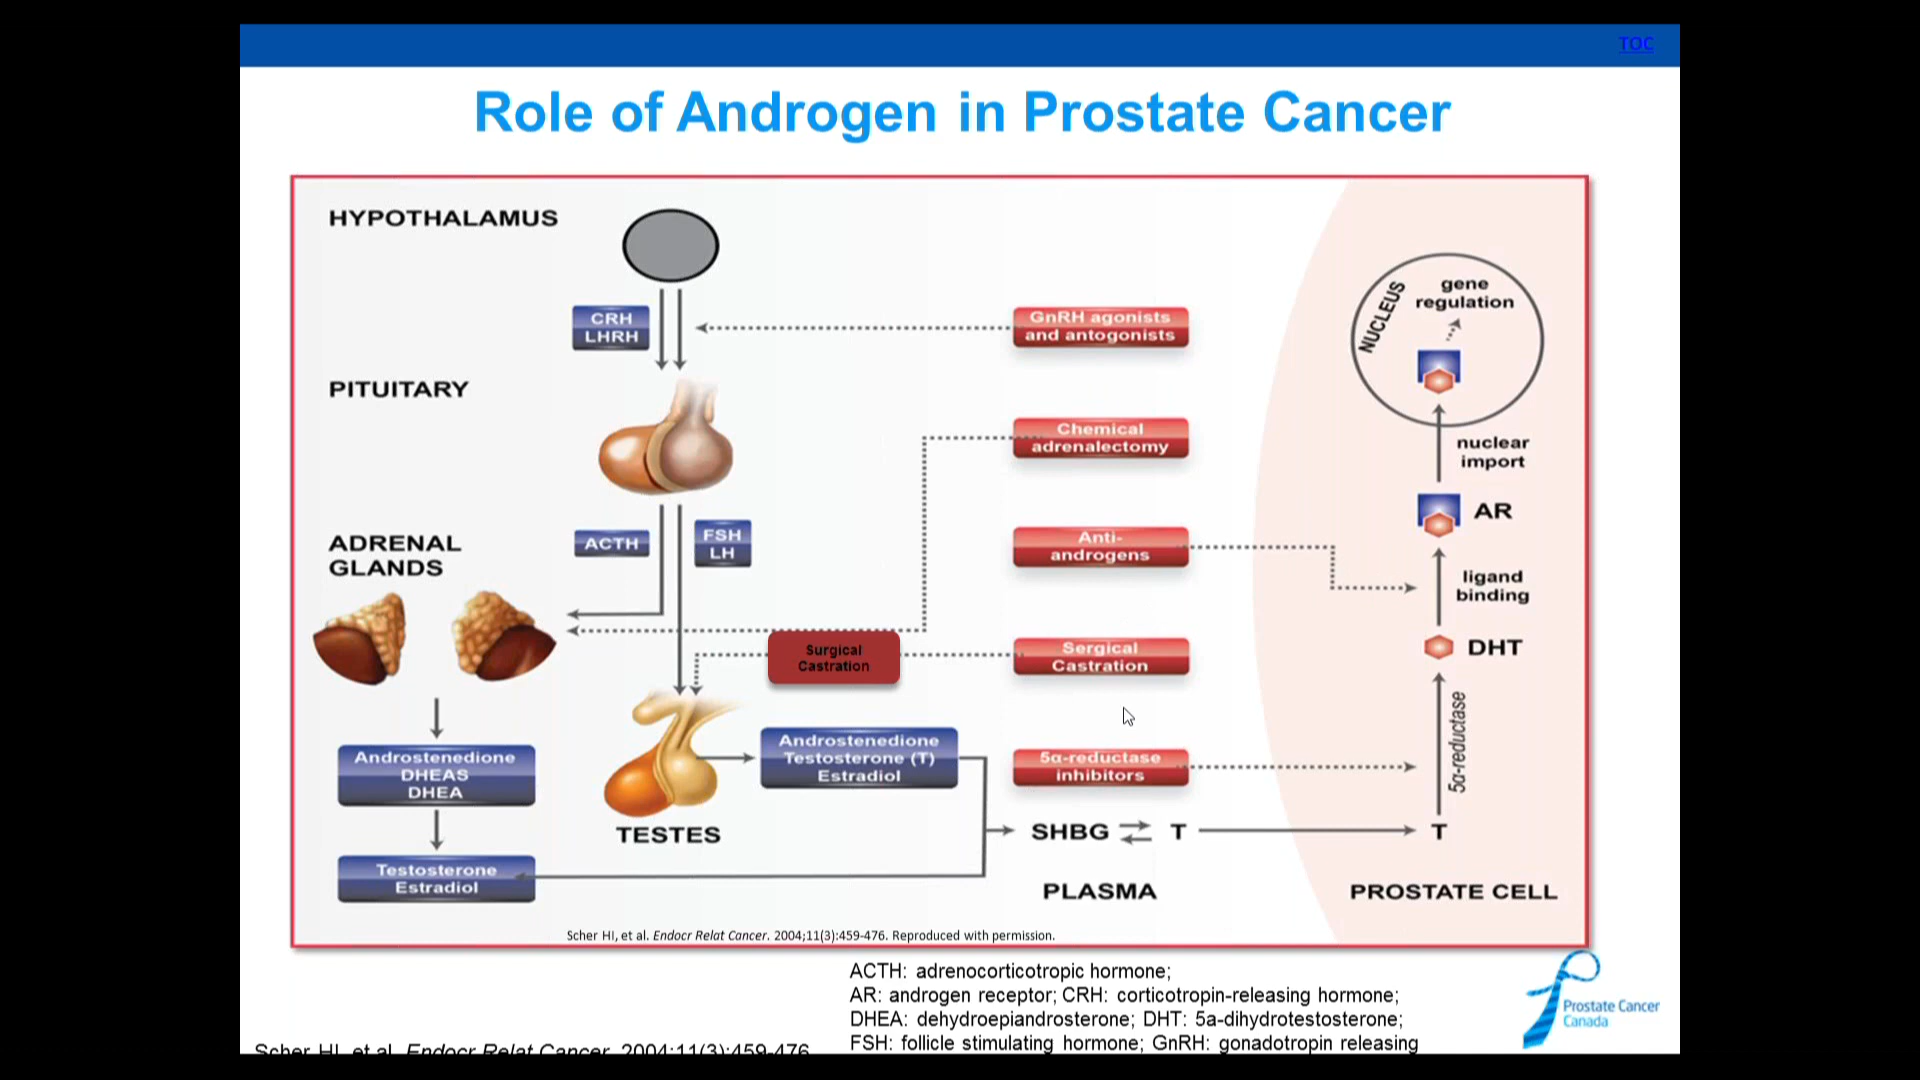 TOC
Role of Androgen in Prostate Cancer
HYPOTHALAMUS
CRH
LHRH
GnRH agonists
and antogonists
NUCLEUS
gene
regulation
PITUITARY
Chemical
adrenalectomy
nuclear
import
AR
ADRENAL
GLANDS
ACTH
FSH
LH
Anti-
androgens
ligand
binding
DHT
Surgical
Castration
Sergical
Castration
Androstenedione
DHEAS
DHEA
Androstenedione
Testosterone (T)
Estradiol
5α-reductase
inhibitors
5α-reductase
TESTES
SHBG
T
T
Testosterone
Estradiol
PLASMA
PROSTATE CELL
Scher HI, et al. Endocr Relat Cancer. 2004;11(3):459-476. Reproduced with permission.
ACTH: adrenocorticotropic hormone;
AR: androgen receptor; CRH: corticotropin-releasing hormone;
DHEA: dehydroepiandrosterone; DHT: 5a-dihydrotestosterone;
FSH: follicle stimulating hormone; GnRH: gonadotropin releasing
Prostate Cancer
Canada
Scher HI, et al. Endocr Relat Cancer. 2004;11(3):459-476